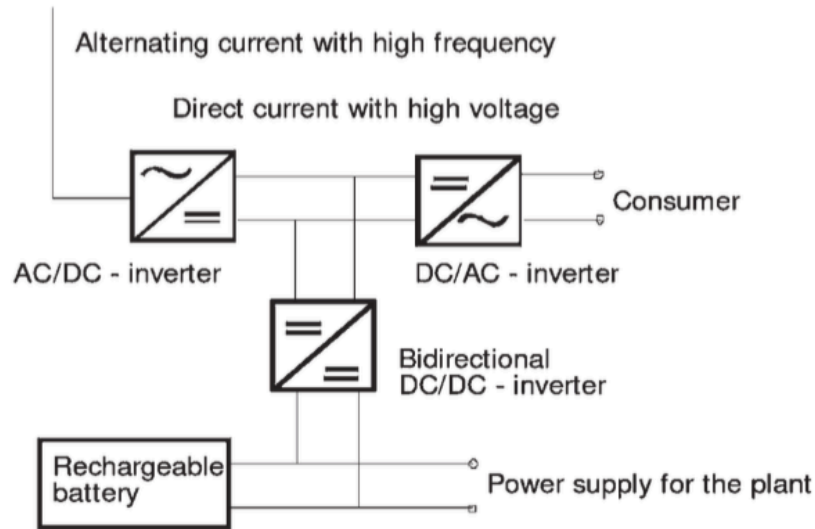 Alternating current with high frequency
Direct current with high voltage
Consumer
AC/DC - inverter
DC/AC - inverter
Bidirectional
DC/DC - inverter
Rechargeable
battery
Power supply for the plant